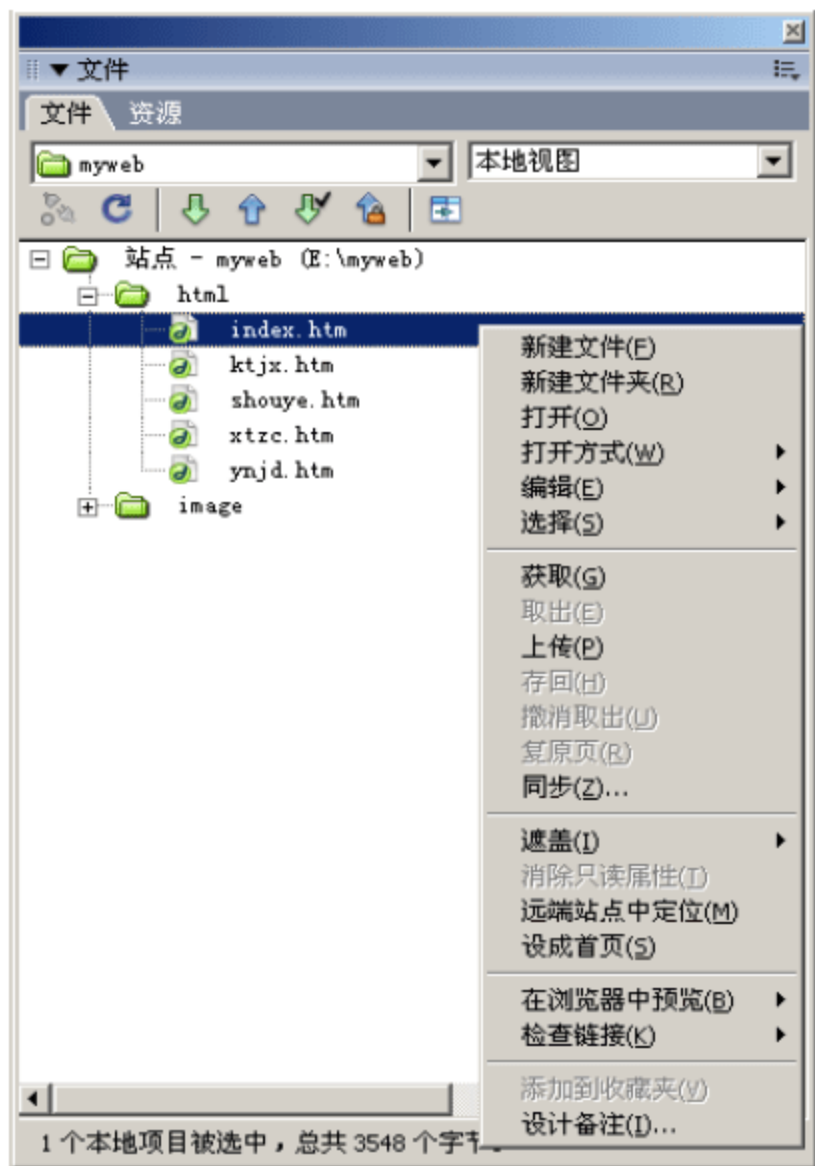 文件
文件 资源
myweb 本地视图
站点 - myweb (E:\myweb)
html
index.htm
ktjx.htm
shouye.htm
xtzc.htm
ynjd.htm
image
新建文件(F)
新建文件夹(R)
打开(O)
打开方式(W)
编辑(E)
选择(S)
获取(G)
取出(E)
上传(P)
存回(H)
撤消取出(U)
复原页(R)
同步(Z)...
遮盖(I)
消除只读属性(T)
远端站点中定位(M)
设成首页(S)
在浏览器中预览(B)
检查链接(K)
添加到收藏夹(V)
设计备注(I)...
1 个本地项目被选中，总共 3548 个字节。